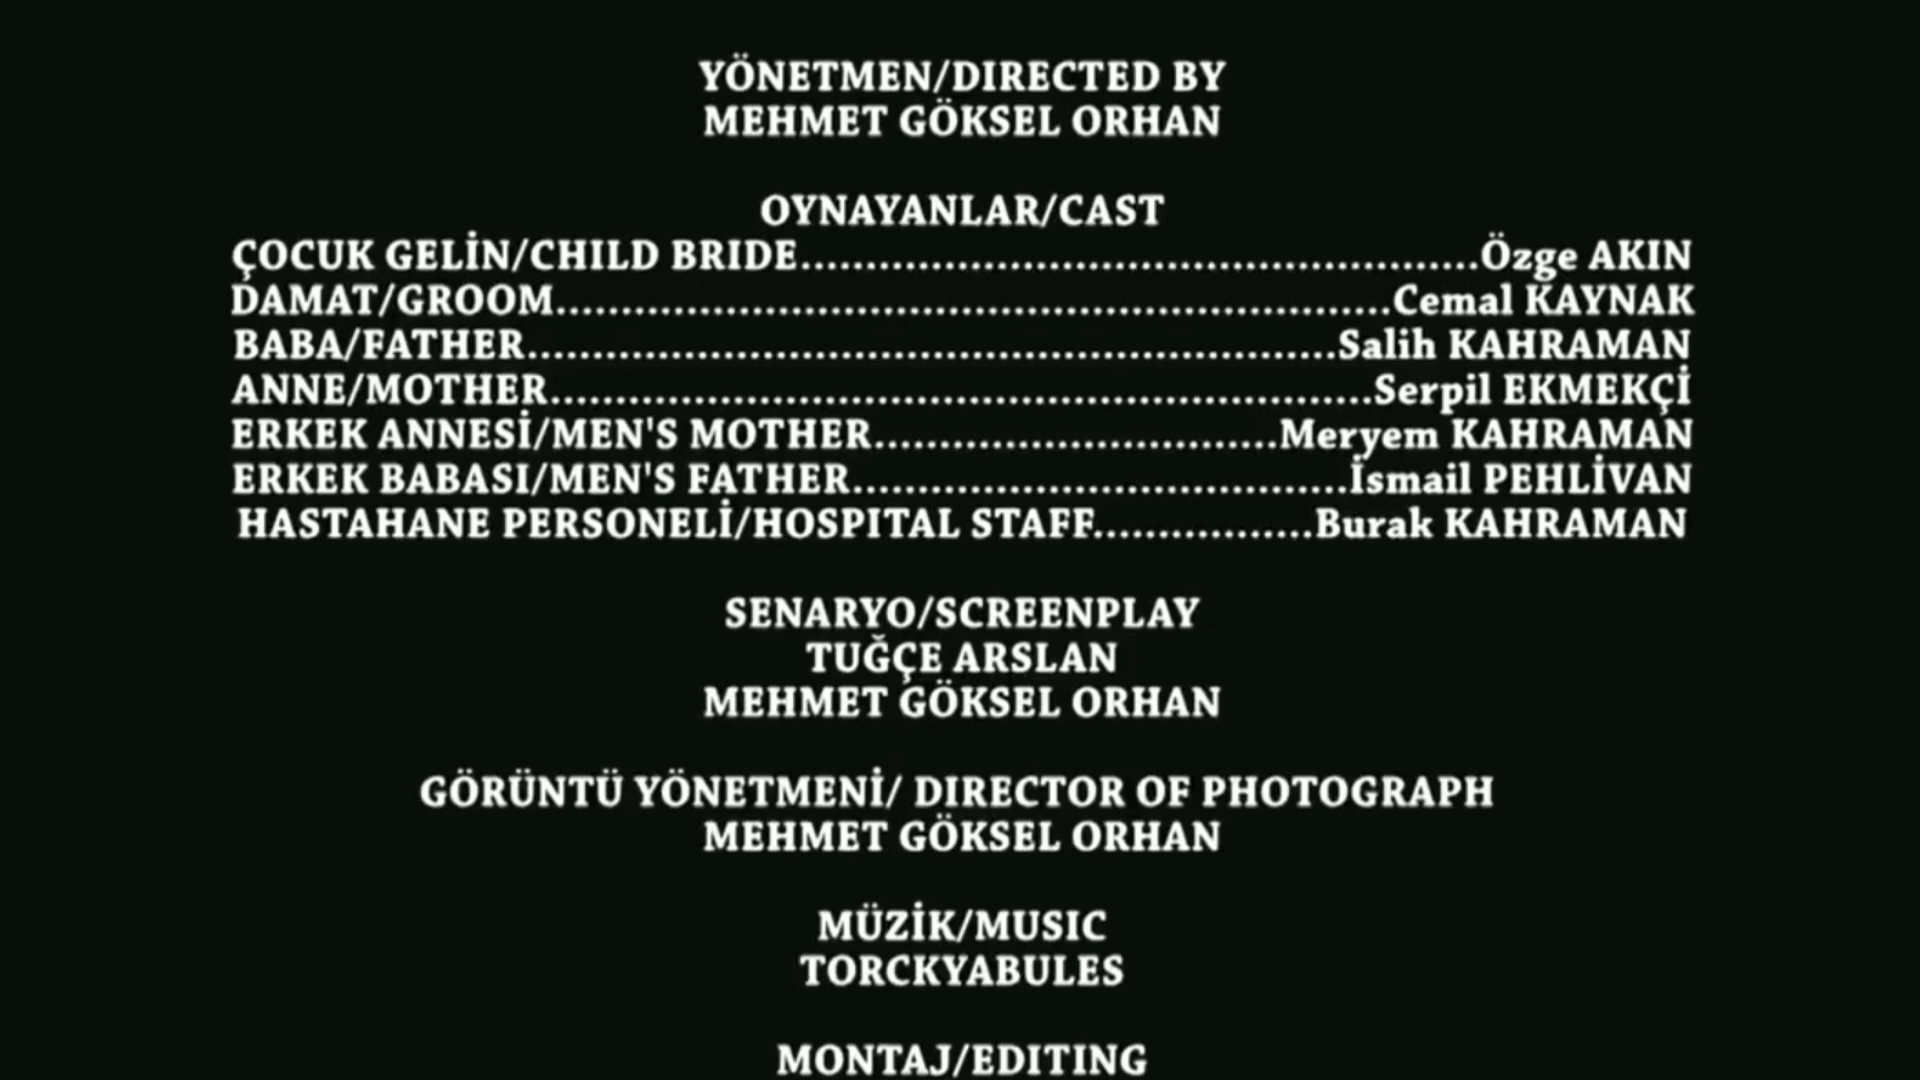 YÖNETMEN/DIRECTED BY
MEHMET GÖKSEL ORHAN
OYNAYANLAR/CAST
ÇOCUK GELİN/CHILD BRIDE....................................................Özge AKIN
DAMAT/GROOM................................................................Cemal KAYNAK
BABA/FATHER..............................................................Salih KAHRAMAN
ANNE/MOTHER...............................................................Serpil EKMEKÇİ
ERKEK ANNESİ/MEN'S MOTHER...............................Meryem KAHRAMAN
ERKEK BABASI/MEN'S FATHER......................................İsmail PEHLİVAN
HASTAHANE PERSONELİ/HOSPITAL STAFF.................Burak KAHRAMAN
SENARYO/SCREENPLAY
TUĞÇE ARSLAN
MEHMET GÖKSEL ORHAN
GÖRÜNTÜ YÖNETMENİ/ DIRECTOR OF PHOTOGRAPH
MEHMET GÖKSEL ORHAN
MÜZİK/MUSIC
TORCKYABULES
MONTAJ/EDITING